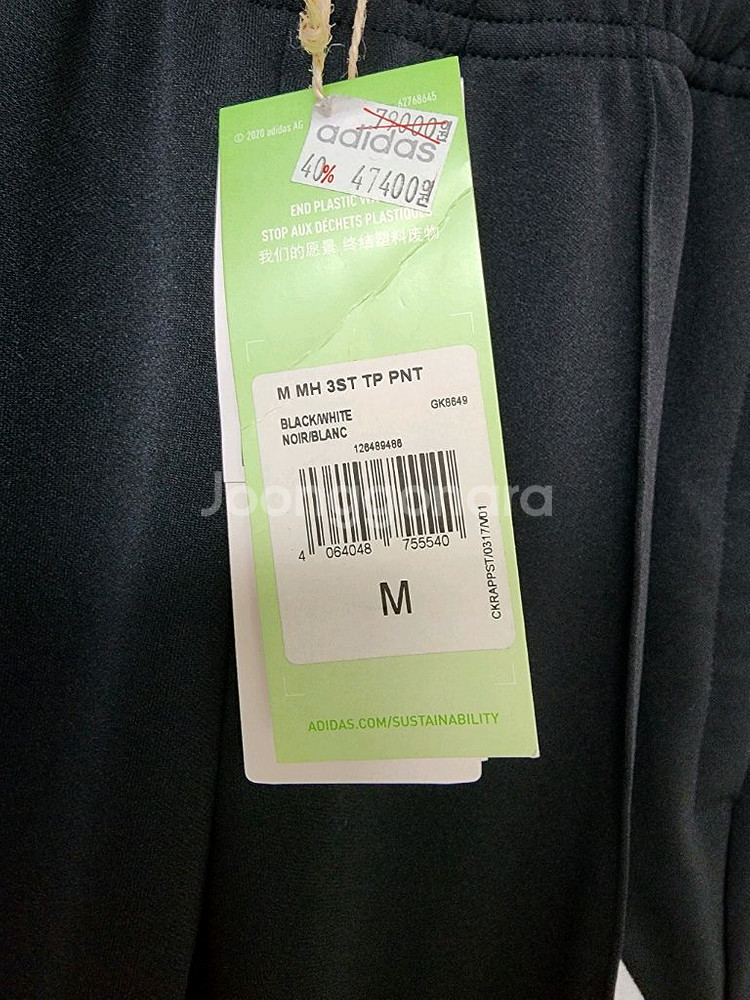 62768645
© 2020 adidas AG
79000원
adidas
40% 47400원
END PLASTIC
STOP AUX DÉCHETS PLASTIQUES
我们的愿景 终结塑料废物
M MH 3ST TP PNT
BLACK/WHITE
GK8649
NOIR/BLANC
126489486
4 064048 755540
CKRAPPST/0317/V01
M
ADIDAS.COM/SUSTAINABILITY
Joonggonara